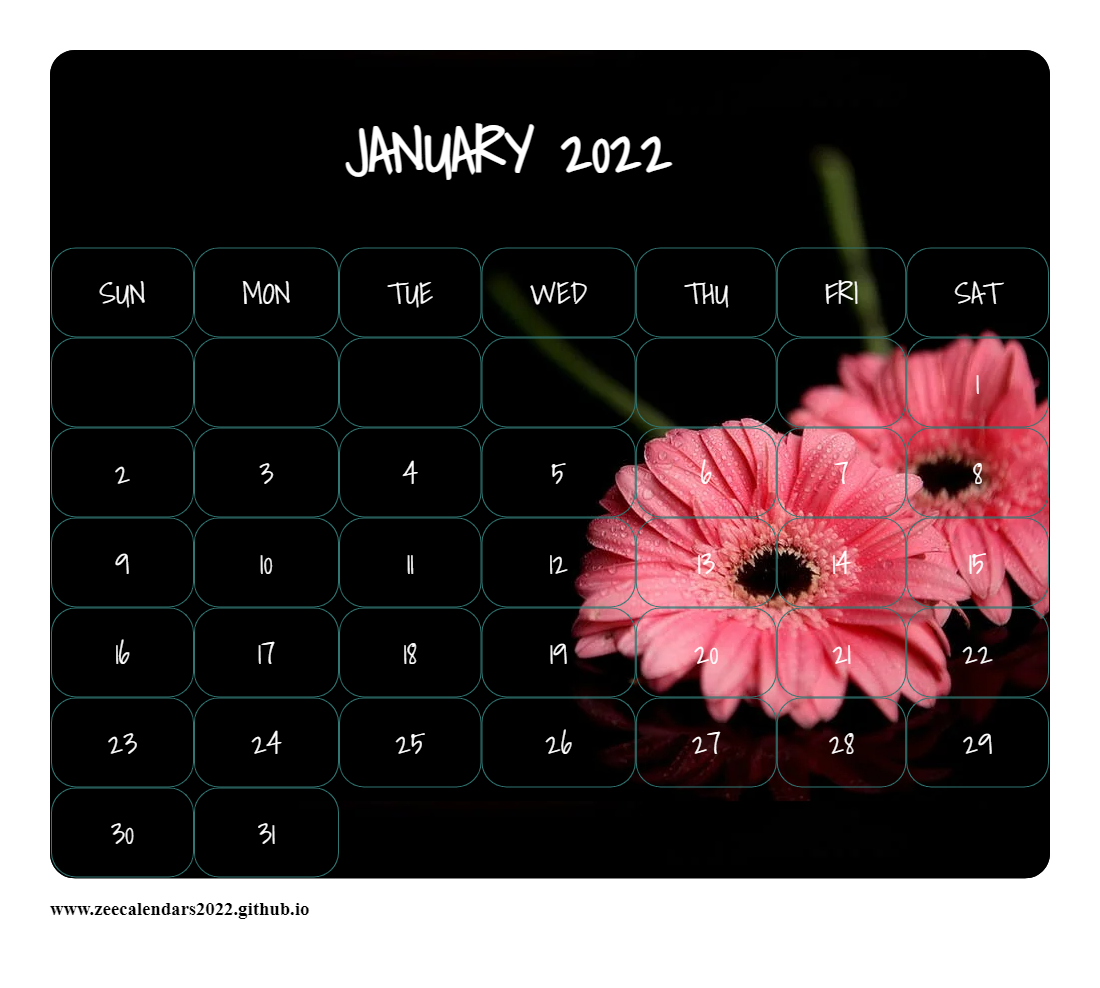 JANUARY 2022
SUN MON TUE WED THU FRI SAT
1
2 3 4 5 6 7 8
9 10 11 12 13 14 15
16 17 18 19 20 21 22
23 24 25 26 27 28 29
30 31
www.zeecalendars2022.github.io